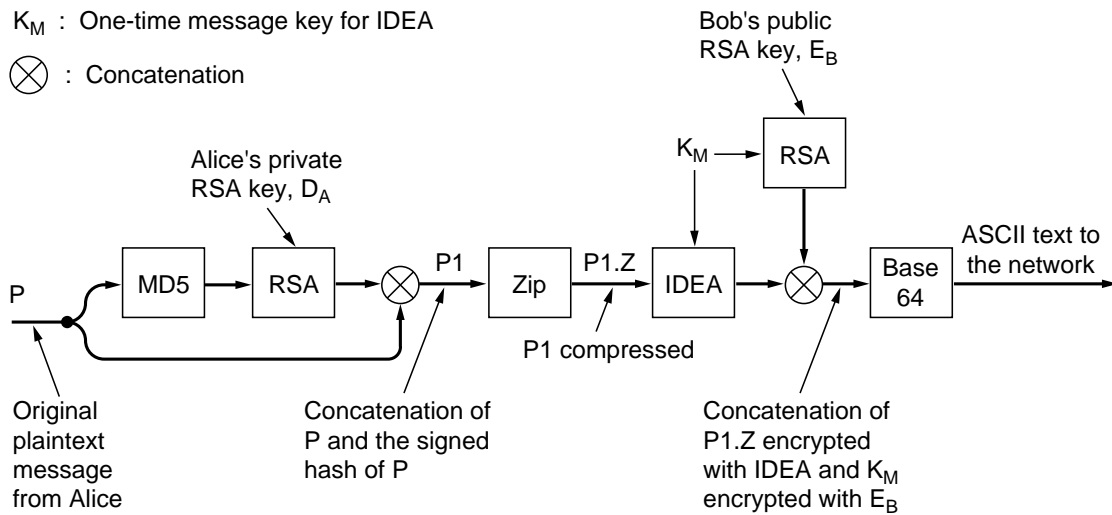 K_M : One-time message key for IDEA
: Concatenation
Bob's public
RSA key, E_B
Alice's private
RSA key, D_A
K_M
RSA
P
MD5
RSA
P1
Zip
P1.Z
IDEA
Base
64
ASCII text to
the network
P1 compressed
Original
plaintext
message
from Alice
Concatenation of
P and the signed
hash of P
Concatenation of
P1.Z encrypted
with IDEA and K_M
encrypted with E_B